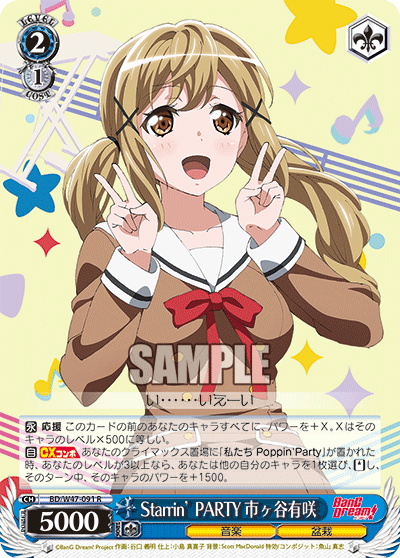 LEVEL
2
1
COST
SAMPLE
い……いえーい
永 応援 このカードの前のあなたのキャラすべてに、パワーを+X。Xはそ
のキャラのレベル×500に等しい。
自 CXコンボ あなたのクライマックス置場に「私たち Poppin'Party」が置かれた
時、あなたのレベルが3以上なら、あなたは他の自分のキャラを1枚選び、
し、そのターン中、そのキャラのパワーを+1500。
CH BD/W47-091 R
5000
Starrin' PARTY 市ヶ谷有咲
BanG Dream!
音楽
盆栽
©BanG Dream! Project